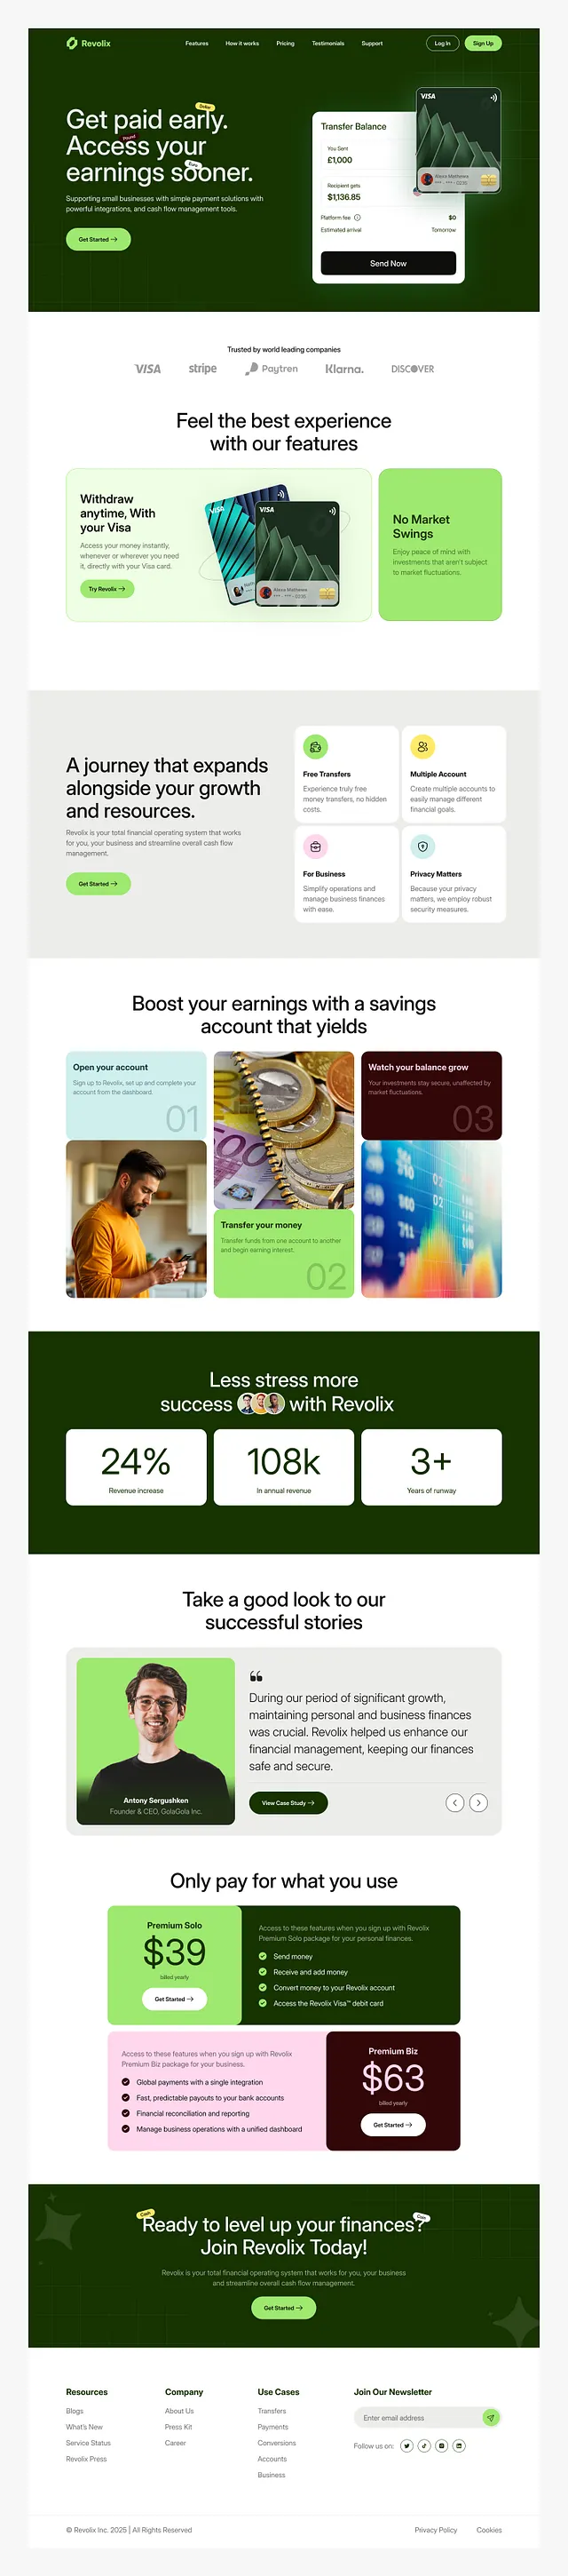 Revolix
Features
How it works
Pricing
Testimonials
Support
Log In
Sign Up
Get paid early.
Dollar
Access your
Pound
earnings sooner.
Euro
Supporting small businesses with simple payment solutions with
powerful integrations, and cash flow management tools.
Get Started
Transfer Balance
You Sent
£1,000
Recipient gets
$1,136.85
Platform fee
$0
Estimated arrival
Tomorrow
Send Now
VISA
Alexa Matthewes
Trusted by world leading companies
VISA
stripe
Paytren
Klarna.
DISCOVER
Feel the best experience
with our features
Withdraw
anytime, With
your Visa
Access your money instantly,
whenever or wherever you need
it, directly with your Visa card.
Try Revolix
VISA
VISA
Alexa Matthewes
No Market
Swings
Enjoy peace of mind with
investments that aren't subject
to market fluctuations.
A journey that expands
alongside your growth
and resources.
Revolix is your total financial operating system that works
for you, your business and streamline overall cash flow
management.
Get Started
Free Transfers
Experience truly free
money transfers, no hidden
costs.
Multiple Account
Create multiple accounts to
easily manage different
financial goals.
For Business
Simplify operations and
manage business finances
with ease.
Privacy Matters
Because your privacy
matters, we employ robust
security measures.
Boost your earnings with a savings
account that yields
Open your account
Sign up to Revolix, set up and complete your
account from the dashboard.
01
Transfer your money
Transfer funds from one account to another
and begin earning interest.
02
Watch your balance grow
Your investments stay secure, unaffected by
market fluctuations.
03
Less stress more
success with Revolix
24%
Revenue increase
108k
In annual revenue
3+
Years of runway
Take a good look to our
successful stories
Antony Sergushken
Founder & CEO, GolaGola Inc.
During our period of significant growth,
maintaining personal and business finances
was crucial. Revolix helped us enhance our
financial management, keeping our finances
safe and secure.
View Case Study
Only pay for what you use
Premium Solo
$39
billed yearly
Get Started
Access to these features when you sign up with Revolix
Premium Solo package for your personal finances.
Send money
Receive and add money
Convert money to your Revolix account
Access the Revolix Visa™ debit card
Access to these features when you sign up with Revolix
Premium Biz package for your business.
Global payments with a single integration
Fast, predictable payouts to your bank accounts
Financial reconciliation and reporting
Manage business operations with a unified dashboard
Premium Biz
$63
billed yearly
Get Started
Ready to level up your finances?
Join Revolix Today!
Revolix is your total financial operating system that works for you, your business
and streamline overall cash flow management.
Get Started
Resources
Blogs
What's New
Service Status
Revolix Press
Company
About Us
Press Kit
Career
Use Cases
Transfers
Payments
Conversions
Accounts
Business
Join Our Newsletter
Enter email address
Follow us on:
© Revolix Inc. 2025 | All Rights Reserved
Privacy Policy
Cookies